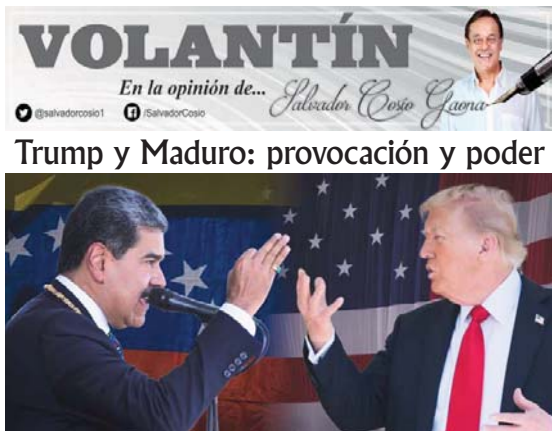 VOLANTÍN
En la opinión de...
Salvador Cosío Gaona
@salvadorcosio1
/SalvadorCosio
Trump y Maduro: provocación y poder